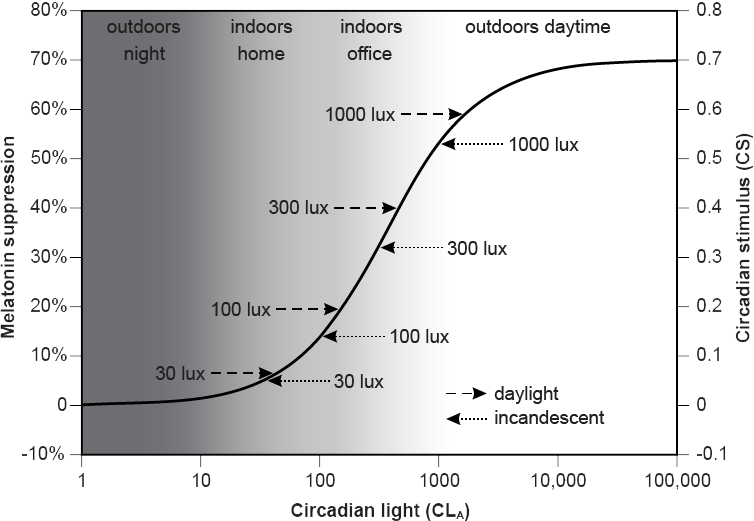 80%
70%
60%
50%
40%
30%
20%
10%
0
-10%
Melatonin suppression
outdoors
night
indoors
home
indoors
office
outdoors daytime
1000 lux
1000 lux
300 lux
300 lux
100 lux
100 lux
30 lux
30 lux
daylight
incandescent
0.8
0.7
0.6
0.5
0.4
0.3
0.2
0.1
0
-0.1
Circadian stimulus (CS)
1
10
100
1000
10,000
100,000
Circadian light (CLA)